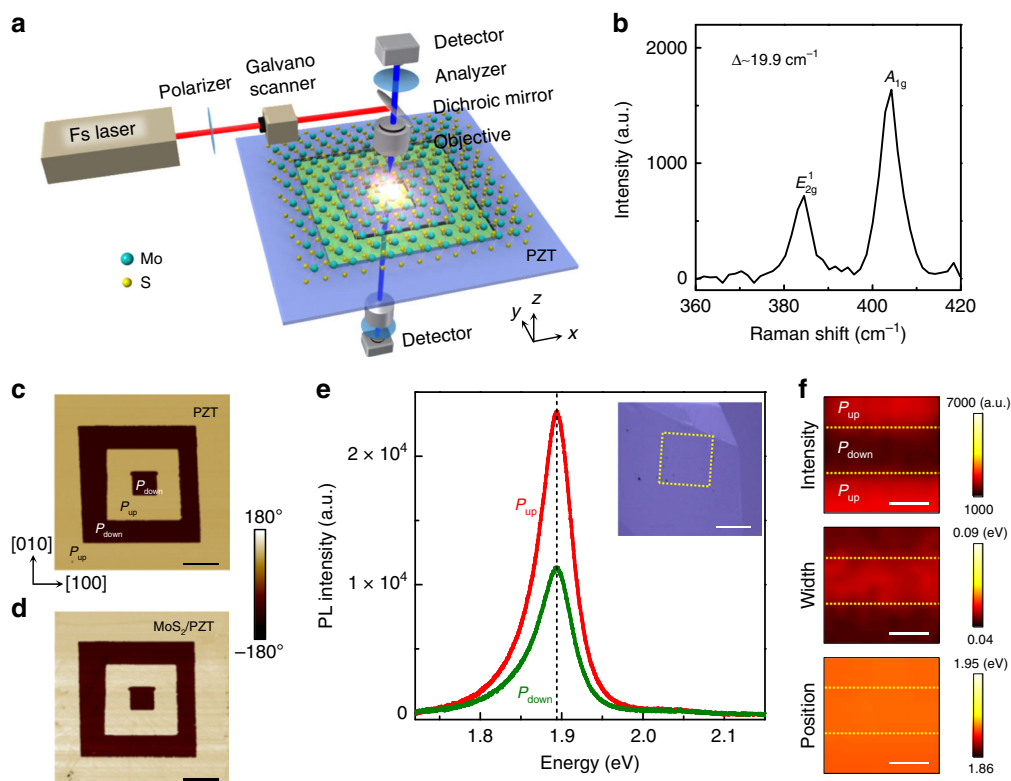 a
Detector
Analyzer
Galvano
scanner
Polarizer
Dichroic mirror
Fs laser
Objective
Mo
S
PZT
Detector
z
y
x
b
2000
1000
0
Intensity (a.u.)
Δ~19.9 cm⁻¹
A₁g
E¹₂g
360
380
400
420
Raman shift (cm⁻¹)
c
PZT
Pdown
Pup
Pdown
Pup
[010]
[100]
180°
−180°
d
MoS₂/PZT
e
PL intensity (a.u.)
2 × 10⁴
1 × 10⁴
0
Pup
Pdown
1.8
1.9
2.0
2.1
Energy (eV)
f
Intensity
Pup
Pdown
Pup
7000 (a.u.)
1000
Width
0.09 (eV)
0.04
Position
1.95 (eV)
1.86